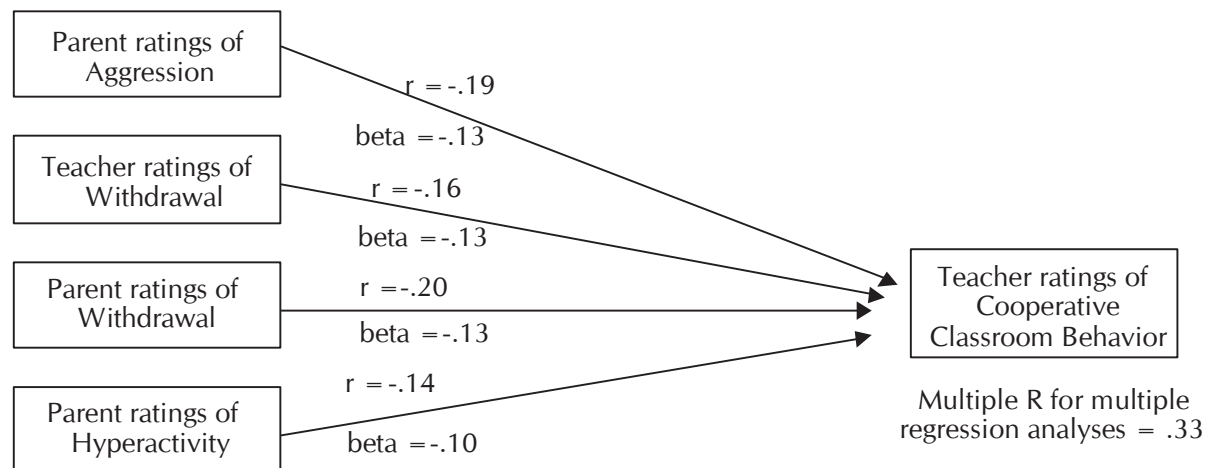 Parent ratings of
Aggression
r =-.19
beta =-.13
Teacher ratings of
Withdrawal
r =-.16
beta =-.13
Parent ratings of
Withdrawal
r =-.20
beta =-.13
Parent ratings of
Hyperactivity
r =-.14
beta =-.10
Teacher ratings of
Cooperative
Classroom Behavior
Multiple R for multiple
regression analyses = .33